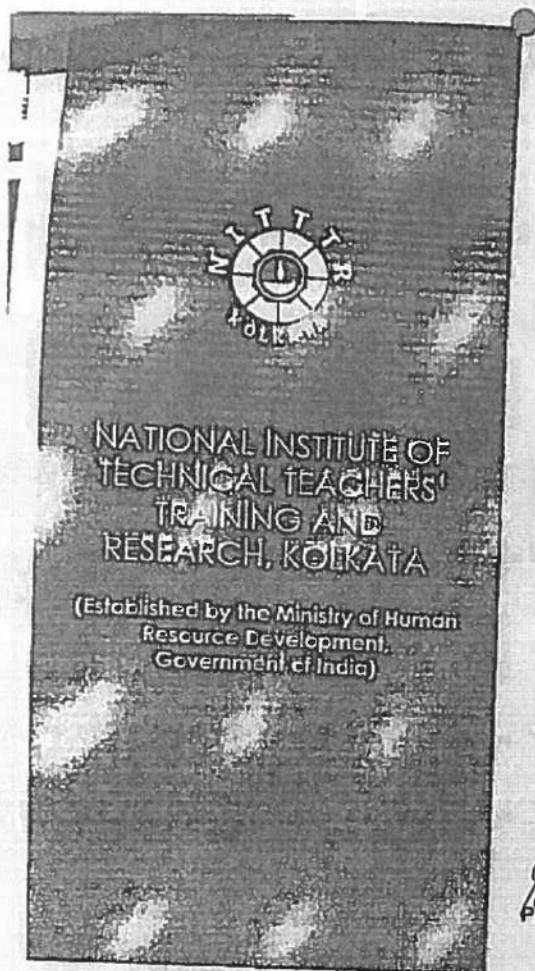 NITTTR
KOLKATA
NATIONAL INSTITUTE OF
TECHNICAL TEACHERS'
TRAINING AND
RESEARCH, KOLKATA
(Established by the Ministry of Human
Resource Development,
Government of India)